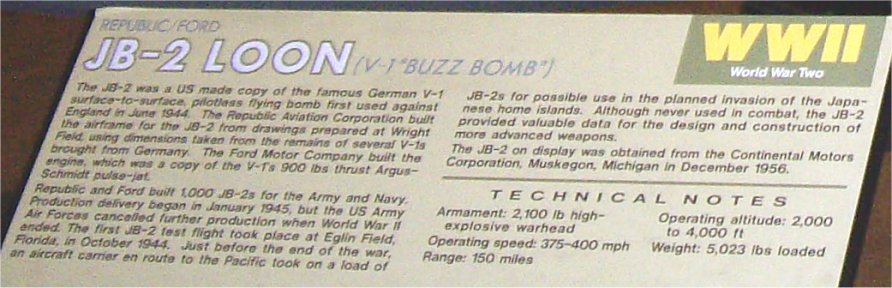 REPUBLIC/FORD
JB-2 LOON (V-1 "BUZZ BOMB")
WWII
World War Two
The JB-2 was a US made copy of the famous German V-1
surface-to-surface, pilotless flying bomb first used against
England in June 1944. The Republic Aviation Corporation built
the airframe for the JB-2 from drawings prepared at Wright
Field, using dimensions taken from the remains of several V-1s
brought from Germany. The Ford Motor Company built the
engine, which was a copy of the V-1's 900 lbs thrust Argus-
Schmidt pulse-jet.
Republic and Ford built 1,000 JB-2s for the Army and Navy.
Production delivery began in January 1945, but the US Army
Air Forces cancelled further production when World War II
ended. The first JB-2 test flight took place at Eglin Field,
Florida, in October 1944. Just before the end of the war,
an aircraft carrier en route to the Pacific took on a load of
JB-2s for possible use in the planned invasion of the Japa-
nese home islands. Although never used in combat, the JB-2
provided valuable data for the design and construction of
more advanced weapons.
The JB-2 on display was obtained from the Continental Motors
Corporation, Muskegon, Michigan in December 1956.
TECHNICAL NOTES
Armament: 2,100 lb high-
explosive warhead
Operating speed: 375-400 mph
Range: 150 miles
Operating altitude: 2,000
to 4,000 ft
Weight: 5,023 lbs loaded